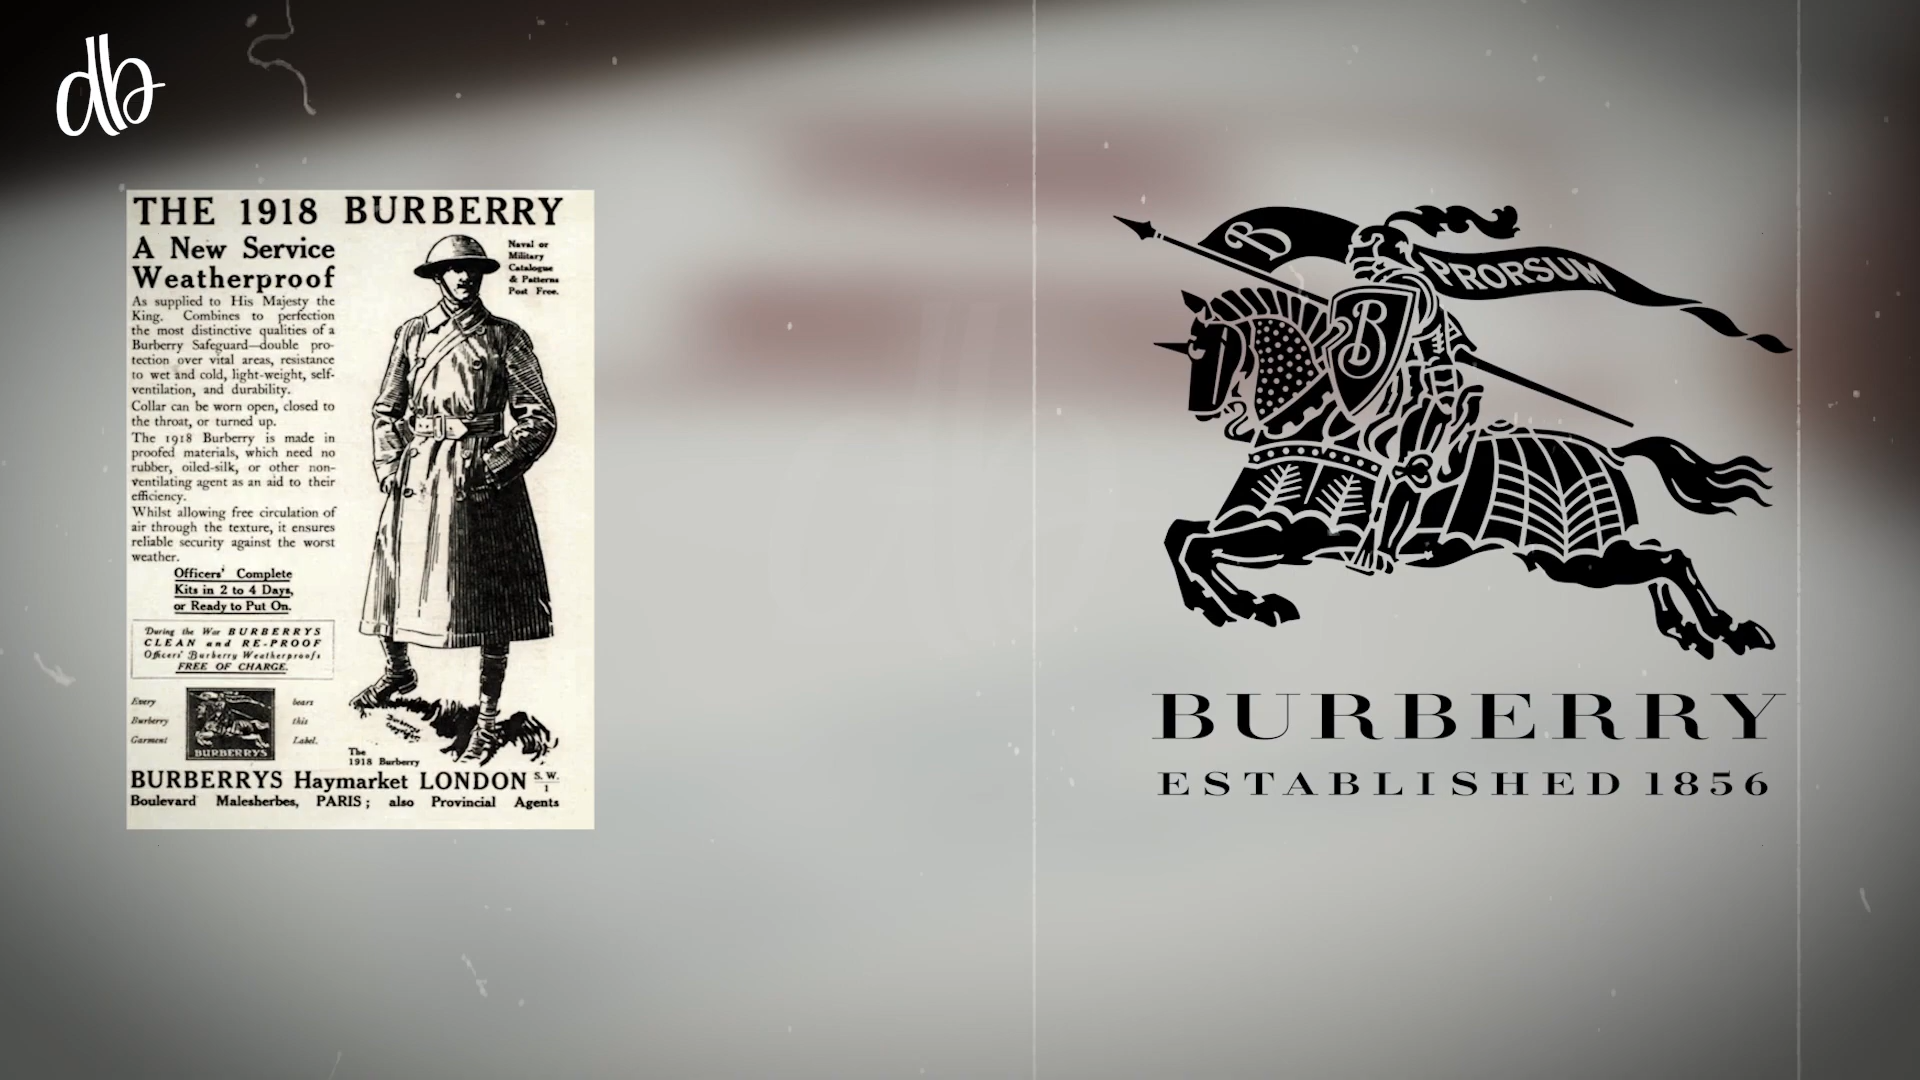 db
THE 1918 BURBERRY
A New Service
Weatherproof
As supplied to His Majesty the
King. Combines to perfection
the most distinctive qualities of a
Burberry Safeguard—double pro-
tection over vital areas, resistance
to wet and cold, light-weight, self-
ventilation, and durability.
Collar can be worn open, closed to
the throat, or turned up.
The 1918 Burberry is made in
proofed materials, which need no
rubber, oiled-silk, or other non-
ventilating agent as an aid to their
efficiency.
Whilst allowing free circulation of
air through the texture, it ensures
reliable security against the worst
weather.
Officers' Complete
Kits in 2 to 4 Days,
or Ready to Put On.
During the War BURBERRYS
CLEAN and RE-PROOF
Officers' Burberry Weatherproofs
FREE OF CHARGE.
Every bears
Burberry this
Garment Label.
BURBERRYS
Naval or
Military
Catalogue
& Patterns
Post Free.
Burberrys
Copyright
The
1918 Burberry
BURBERRYS Haymarket LONDON S.W.
1
Boulevard Malesherbes, PARIS; also Provincial Agents
B
PRORSUM
B
BURBERRY
ESTABLISHED 1856